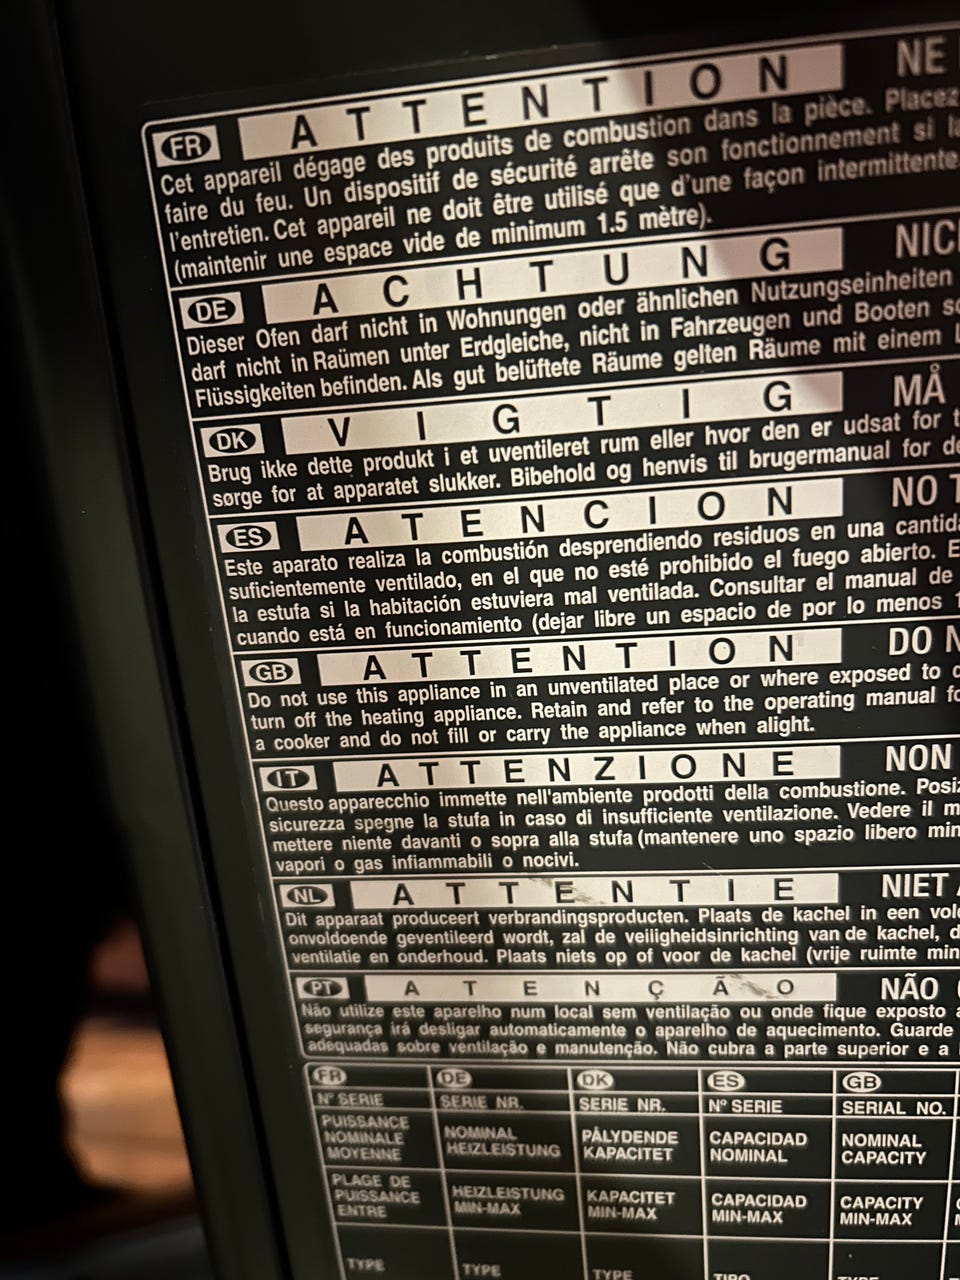 FR ATTENTION NE
Cet appareil dégage des produits de combustion dans la pièce. Placez
faire du feu. Un dispositif de sécurité arrête son fonctionnement si
l'entretien. Cet appareil ne doit être utilisé que d'une façon intermittente
(maintenir une espace vide de minimum 1.5 mètre).
DE ACHTUNG
Dieser Ofen darf nicht in Wohnungen oder ähnlichen Nutzungseinheiten
darf nicht in Raümen unter Erdgleiche, nicht in Fahrzeugen und Booten
Flüssigkeiten befinden. Als gut belüftete Räume gelten Räume mit einem
DK VIGTIG MÅ
Brug ikke dette produkt i et uventileret rum eller hvor den er udsat for
sørge for at apparatet slukker. Bibehold og henvis til brugermanual for
ES ATENCION NO
Este aparato realiza la combustión desprendiendo residuos en una
suficientemente ventilado, en el que no esté prohibido el fuego abierto.
la estufa si la habitación estuviera mal ventilada. Consultar el manual de
cuando está en funcionamiento (dejar libre un espacio de por lo menos
GB ATTENTION DO
Do not use this appliance in an unventilated place or where exposed to
turn off the heating appliance. Retain and refer to the operating manual
a cooker and do not fill or carry the appliance when alight.
IT ATTENZIONE NON
Questo apparecchio immette nell'ambiente prodotti della combustione.
sicurezza spegne la stufa in caso di insufficiente ventilazione. Vedere il
mettere niente davanti o sopra alla stufa (mantenere uno spazio libero
vapori o gas infiammabili o nocivi.
NL ATTENTIE NIET
Dit apparaat produceert verbrandingsproducten. Plaats de kachel in een
onvoldoende geventileerd wordt, zal de veiligheidsinrichting van de kachel,
ventilatie en onderhoud. Plaats niets op of voor de kachel (vrije ruimte
PT ATENÇÃO NÃO
Não utilize este aparelho num local sem ventilação ou onde fique exposto
segurança irá desligar automaticamente o aparelho de aquecimento. Guarde
adequadas sobre ventilação e manutenção. Não cubra a parte superior e a
FR DE DK ES GB
Nº SERIE SERIE NR. SERIE NR. Nº SERIE SERIAL NO.
PUISSANCE
NOMINALE
MOYENNE
NOMINAL
HEIZLEISTUNG
PÅLYDENDE
KAPACITET
CAPACIDAD
NOMINAL
NOMINAL
CAPACITY
PLAGE DE
PUISSANCE
ENTRE
HEIZLEISTUNG
MIN-MAX
KAPACITET
MIN-MAX
CAPACIDAD
MIN-MAX
CAPACITY
MIN-MAX
TYPE TYPE TYPE TIPO TYPE